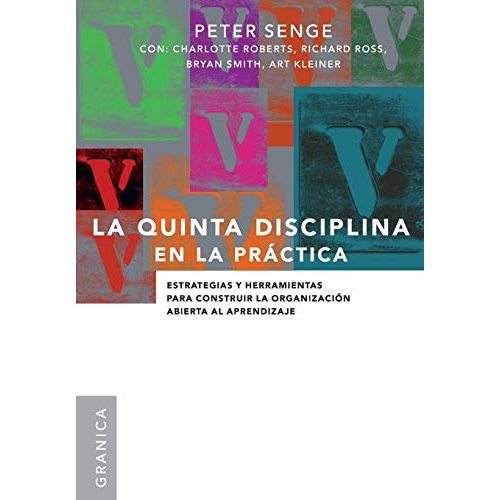 PETER SENGE
CON: CHARLOTTE ROBERTS, RICHARD ROSS,
BRYAN SMITH, ART KLEINER
V V V V
V V V
V V V
LA QUINTA DISCIPLINA
EN LA PRÁCTICA
ESTRATEGIAS Y HERRAMIENTAS
PARA CONSTRUIR LA ORGANIZACIÓN
ABIERTA AL APRENDIZAJE
GRANICA